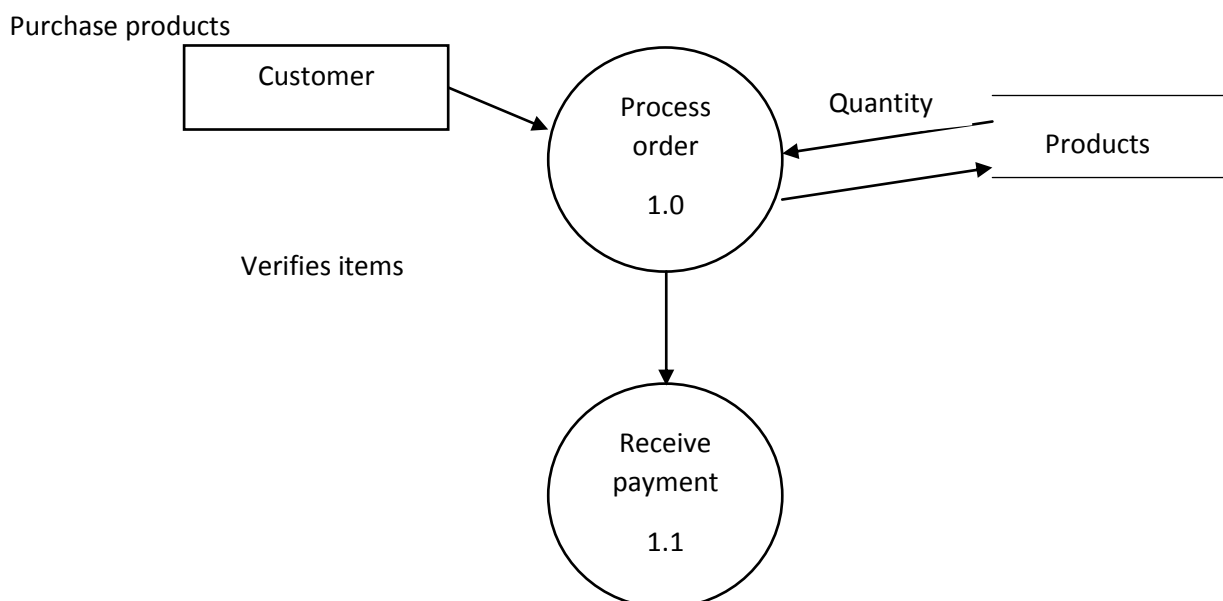 Purchase products
Customer
Process
order
1.0
Quantity
Products
Verifies items
Receive
payment
1.1